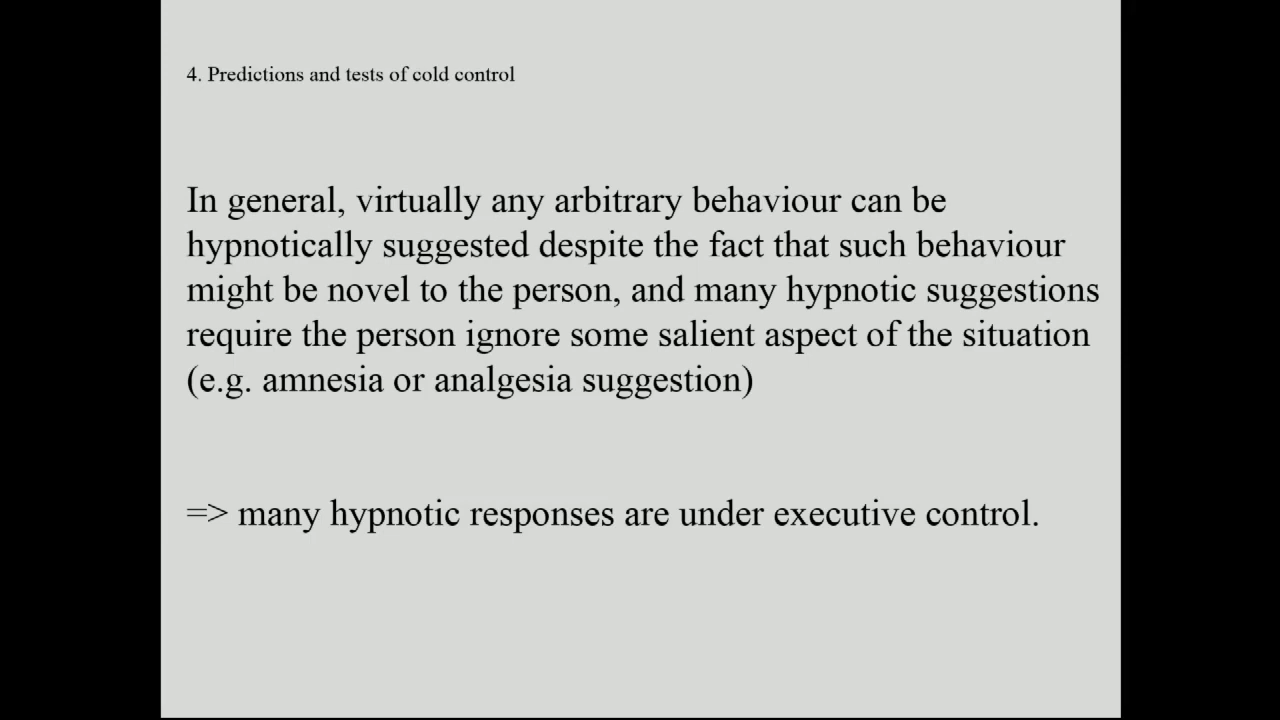 4. Predictions and tests of cold control
In general, virtually any arbitrary behaviour can be
hypnotically suggested despite the fact that such behaviour
might be novel to the person, and many hypnotic suggestions
require the person ignore some salient aspect of the situation
(e.g. amnesia or analgesia suggestion)
=> many hypnotic responses are under executive control.